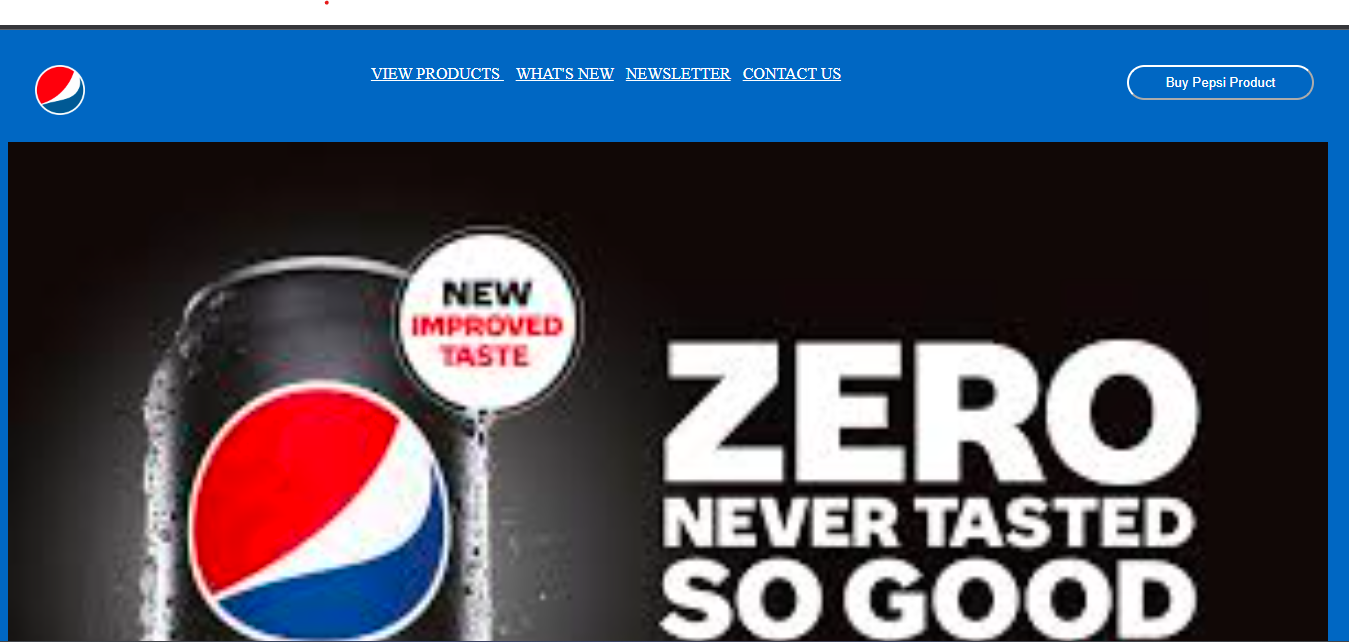 VIEW PRODUCTS WHAT'S NEW NEWSLETTER CONTACT US
Buy Pepsi Product
NEW
IMPROVED
TASTE
ZERO
NEVER TASTED
SO GOOD